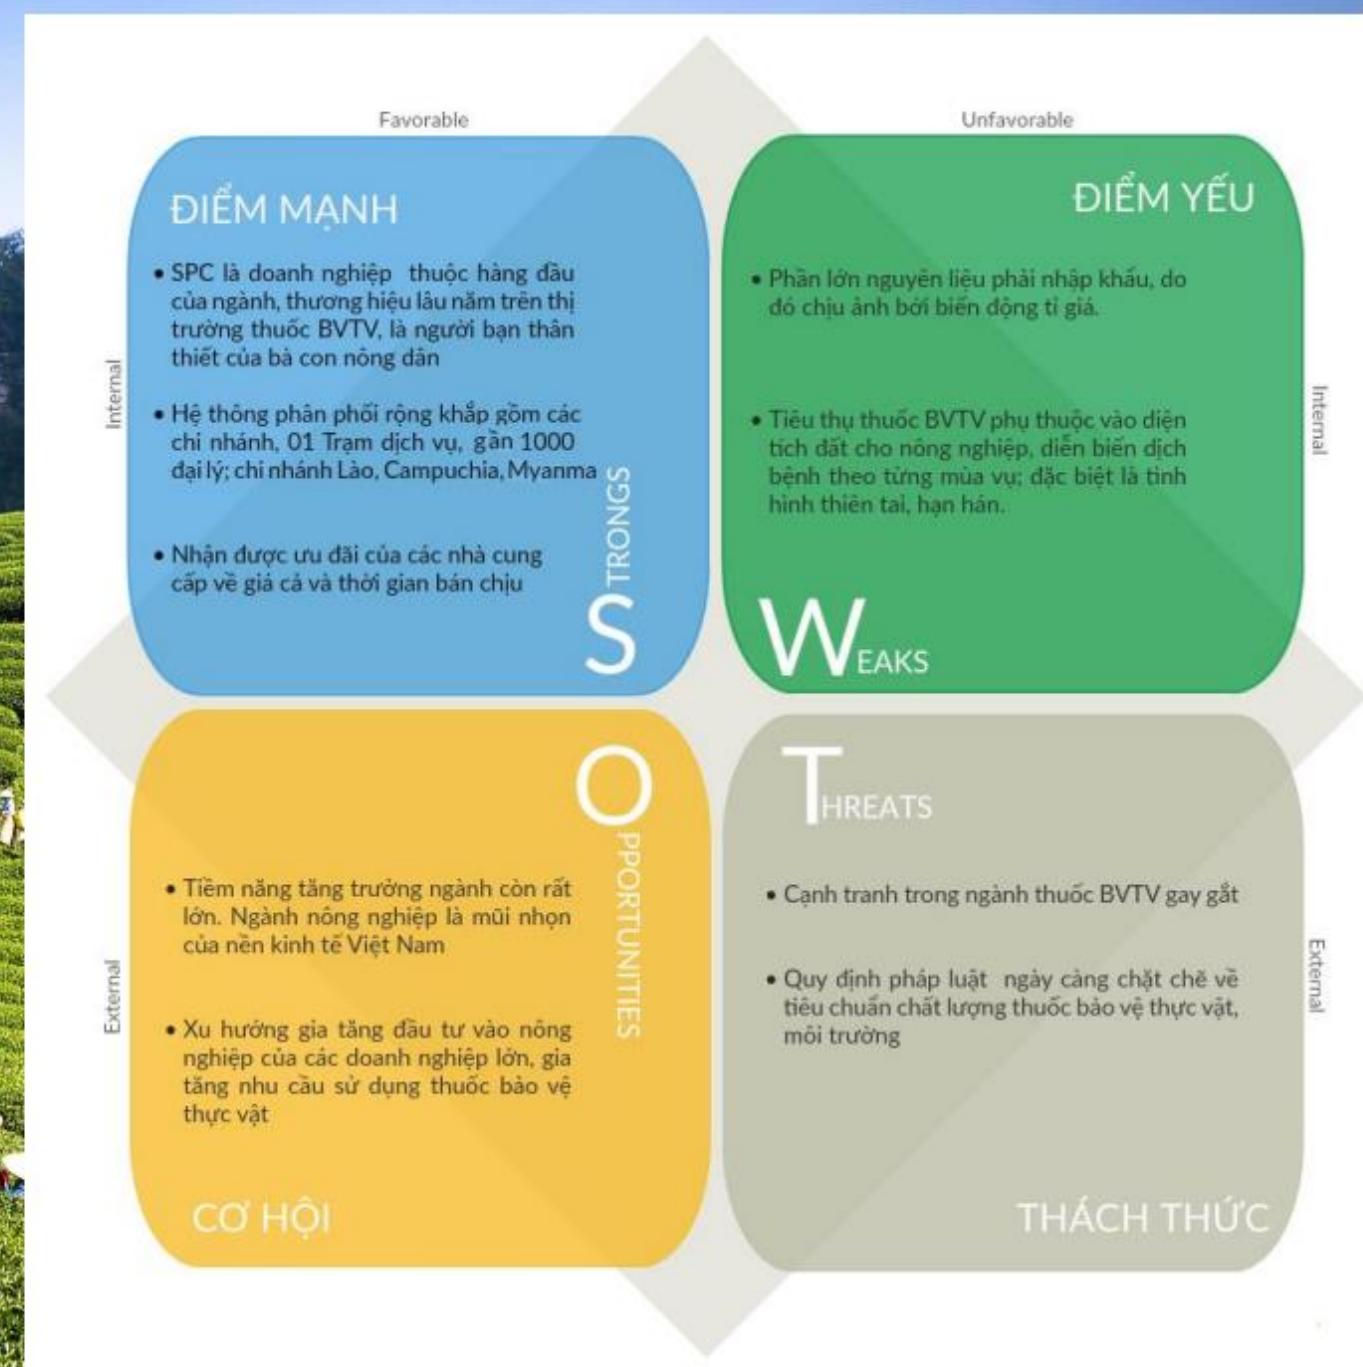 Favorable
Unfavorable
Internal
ĐIỂM MẠNH
• SPC là doanh nghiệp thuộc hàng đầu
của ngành, thương hiệu lâu năm trên thị
trường thuốc BVTV, là người bạn thân
thiết của bà con nông dân
• Hệ thông phân phối rộng khắp gồm các
chi nhánh, 01 Trạm dịch vụ, gần 1000
đại lý; chi nhánh Lào, Campuchia, Myanma
• Nhận được ưu đãi của các nhà cung
cấp về giá cả và thời gian bán chịu
STRONGS
ĐIỂM YẾU
• Phần lớn nguyên liệu phải nhập khẩu, do
đó chịu ảnh bởi biến động tỉ giá.
• Tiêu thụ thuốc BVTV phụ thuộc vào diện
tích đất cho nông nghiệp, diễn biến dịch
bệnh theo từng mùa vụ; đặc biệt là tình
hình thiên tai, hạn hán.
WEAKS
Internal
External
OPPORTUNITIES
• Tiềm năng tăng trưởng ngành còn rất
lớn. Ngành nông nghiệp là mũi nhọn
của nền kinh tế Việt Nam
• Xu hướng gia tăng đầu tư vào nông
nghiệp của các doanh nghiệp lớn, gia
tăng nhu cầu sử dụng thuốc bảo vệ
thực vật
CƠ HỘI
THREATS
• Cạnh tranh trong ngành thuốc BVTV gay gắt
• Quy định pháp luật ngày càng chặt chẽ về
tiêu chuẩn chất lượng thuốc bảo vệ thực vật,
môi trường
THÁCH THỨC
External